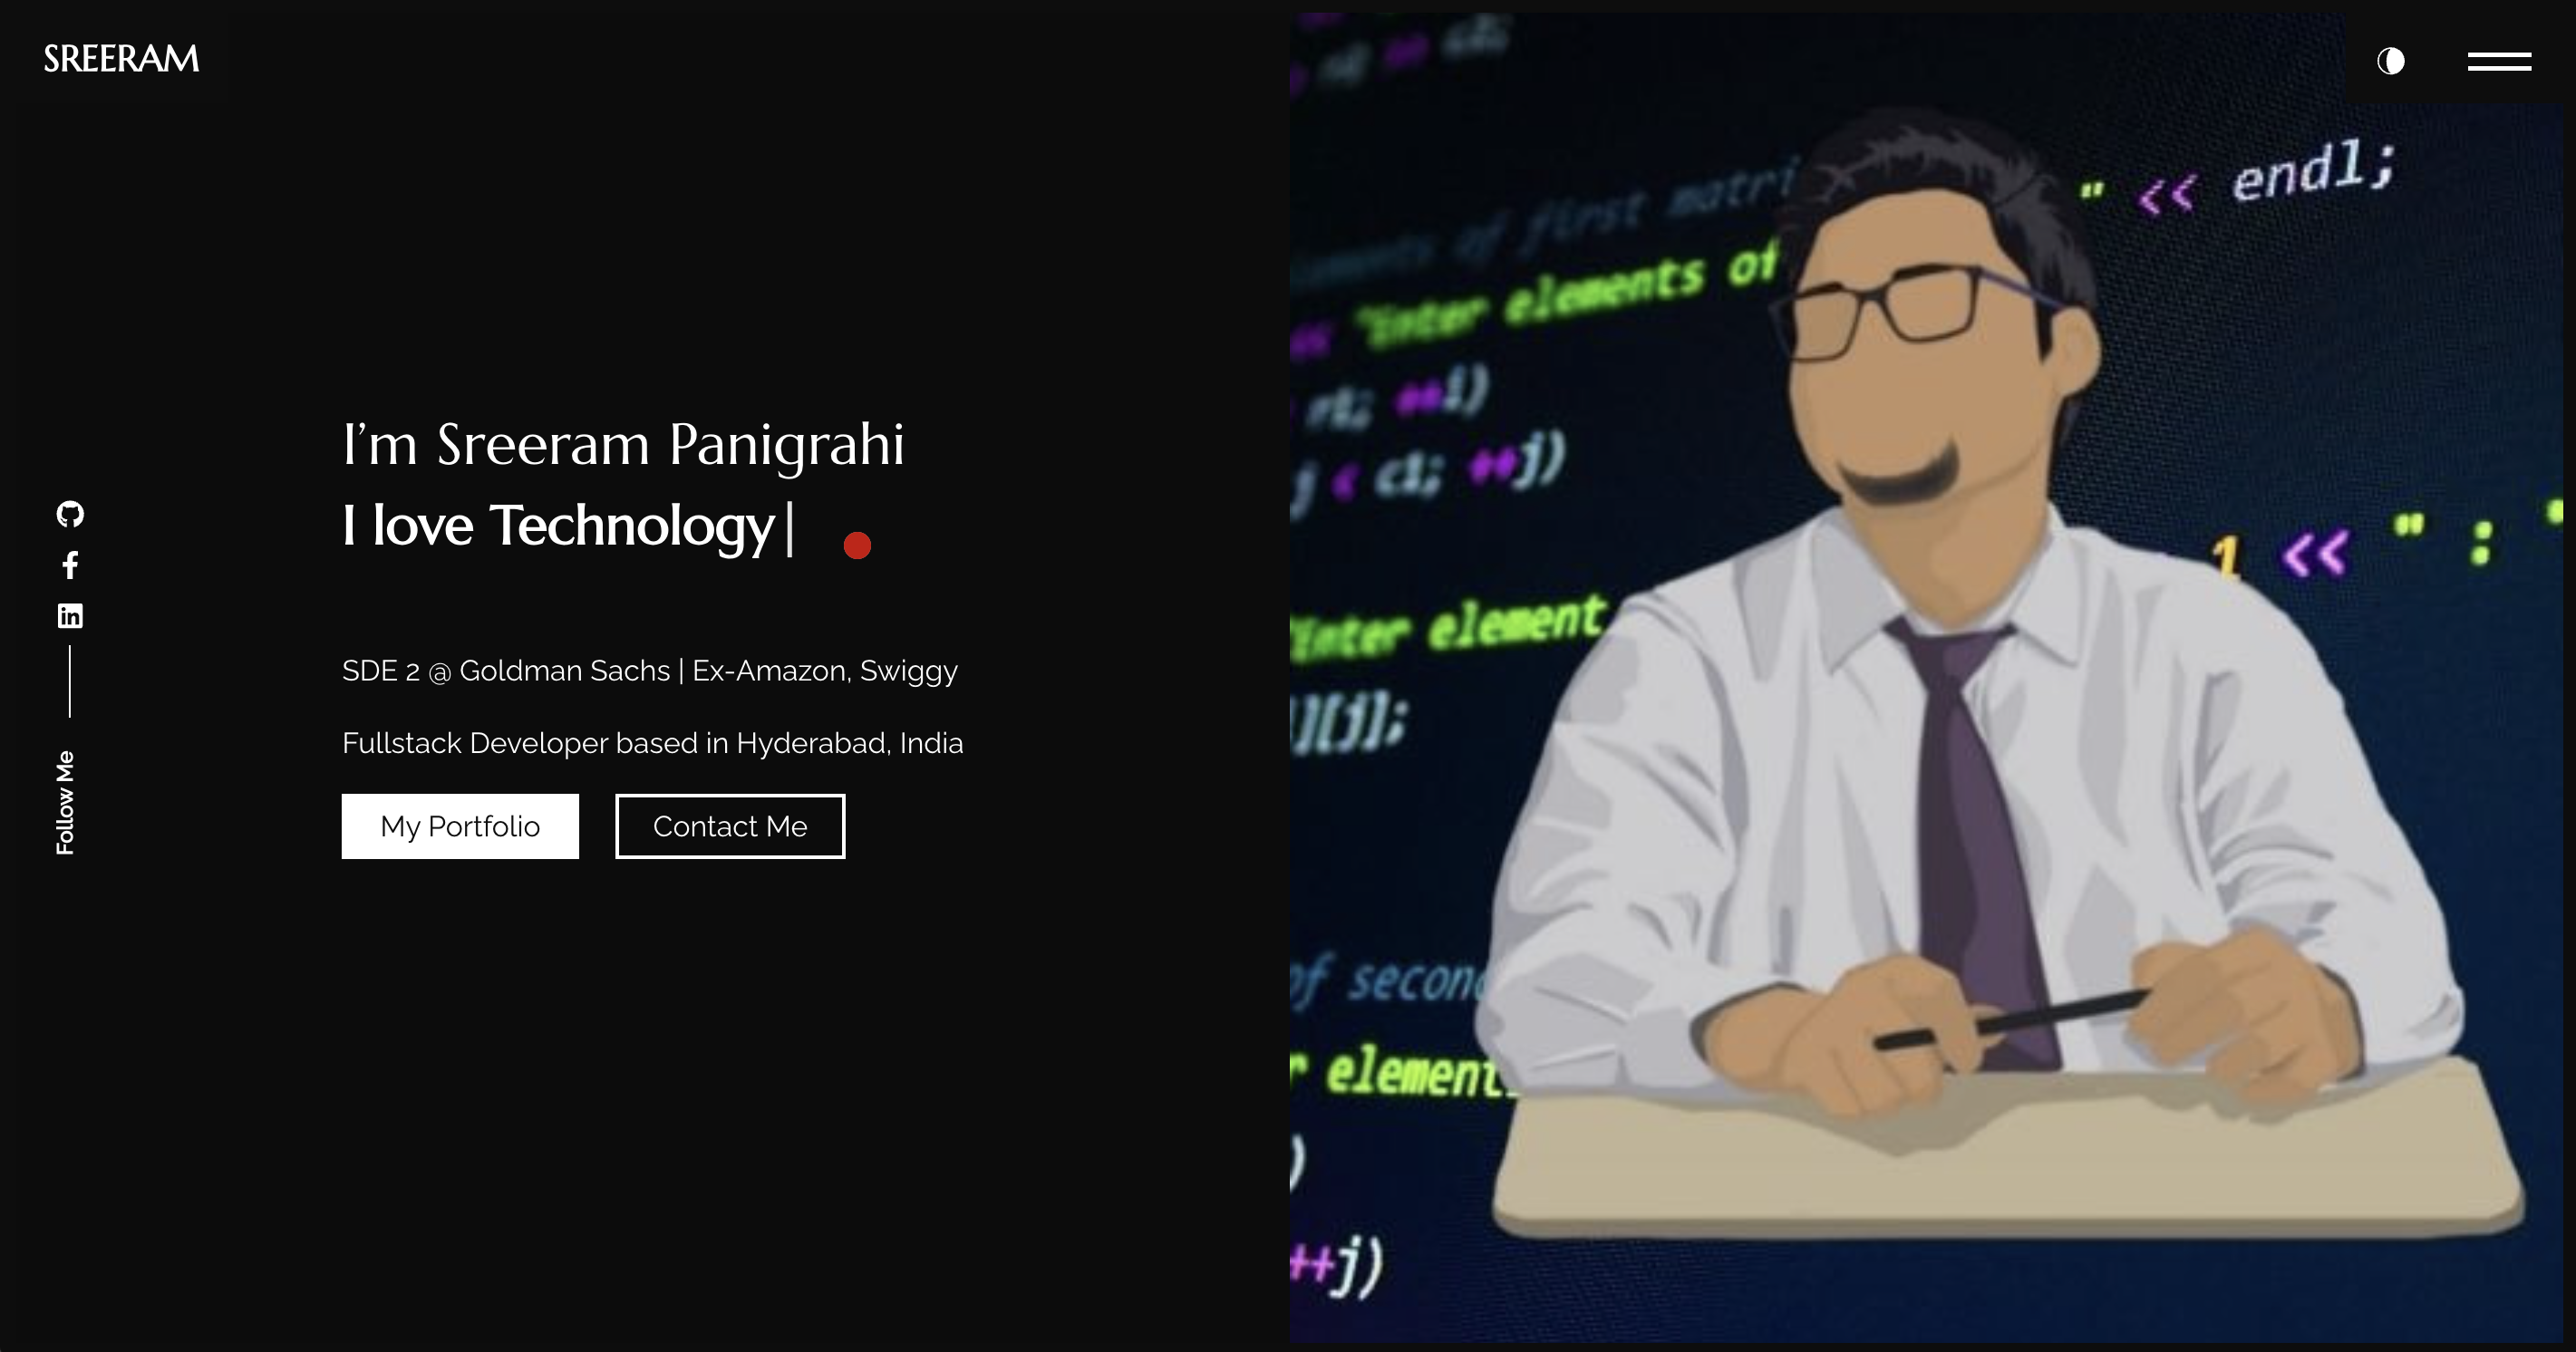 SREERAM
I’m Sreeram Panigrahi
I love Technology|
SDE 2 @ Goldman Sachs | Ex-Amazon, Swiggy
Fullstack Developer based in Hyderabad, India
My Portfolio
Contact Me
Follow Me
elements of first matri
" << endl;
<< "Enter elements of
++i)
j < c1; ++j)
1 << " : "
"Enter element
][j];
of second
r element
)
++j)